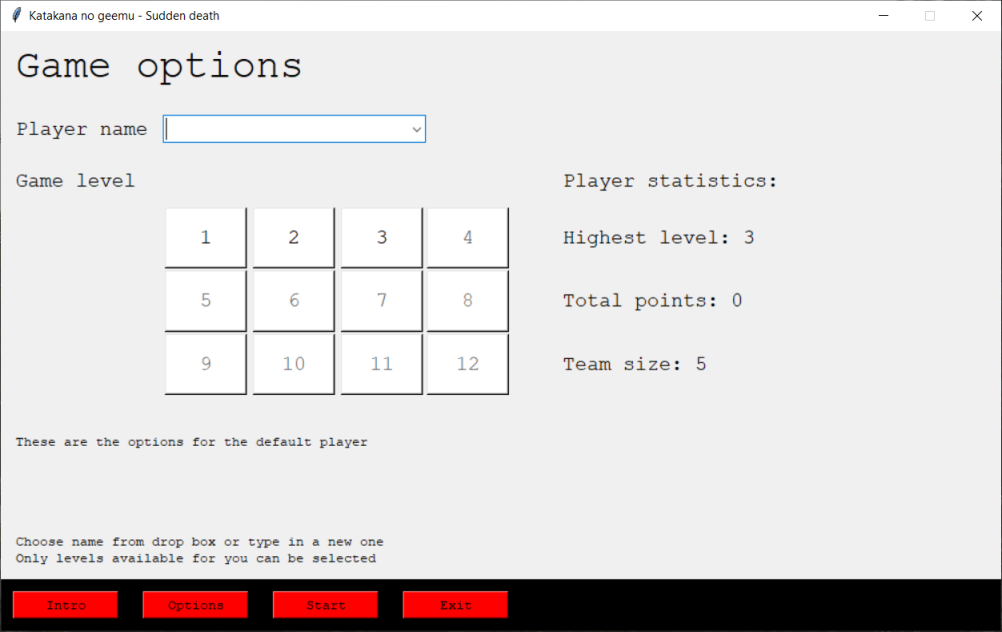 Katakana no geemu - Sudden death
Game options
Player name
Game level
Player statistics:
1 2 3 4
Highest level: 3
5 6 7 8
Total points: 0
9 10 11 12
Team size: 5
These are the options for the default player
Choose name from drop box or type in a new one
Only levels available for you can be selected
Intro Options Start Exit